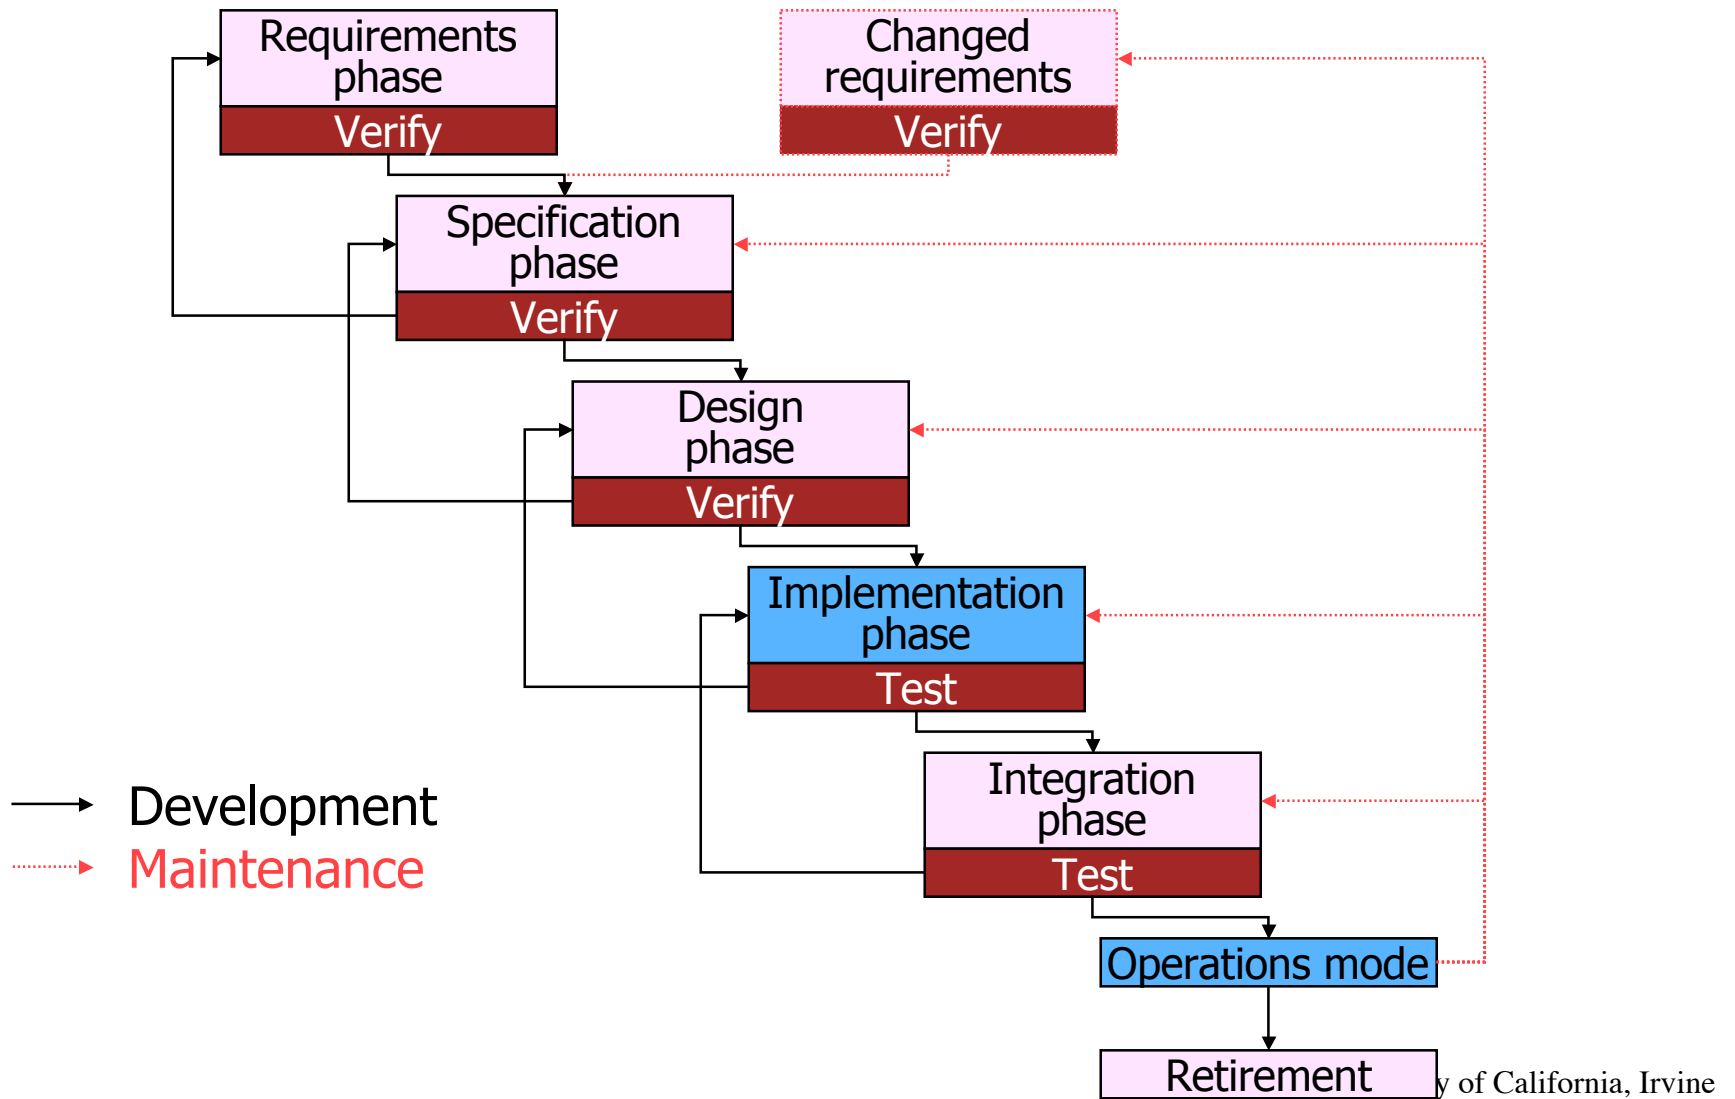 Requirements
phase
Verify
Changed
requirements
Verify
Specification
phase
Verify
Design
phase
Verify
Implementation
phase
Test
Integration
phase
Test
Development
Maintenance
Operations mode
Retirement
of California, Irvine